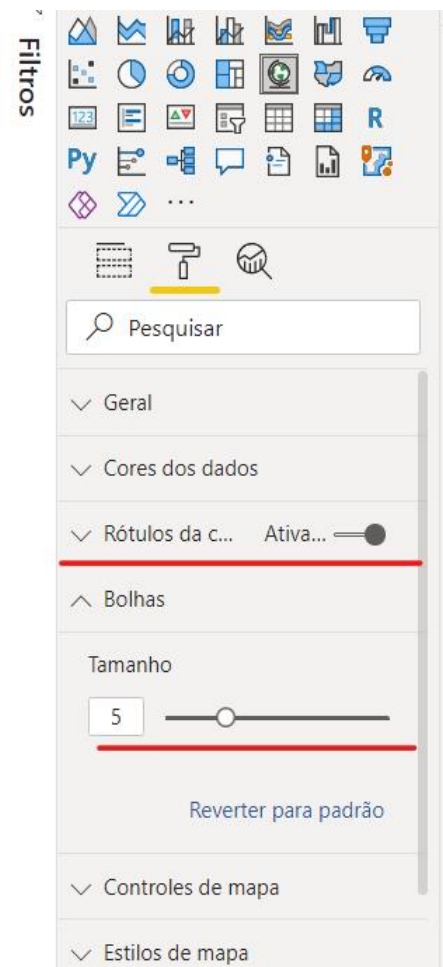 Filtros
123
R
Py
...
Pesquisar
Geral
Cores dos dados
Rótulos da c... Ativa...
Bolhas
Tamanho
5
Reverter para padrão
Controles de mapa
Estilos de mapa